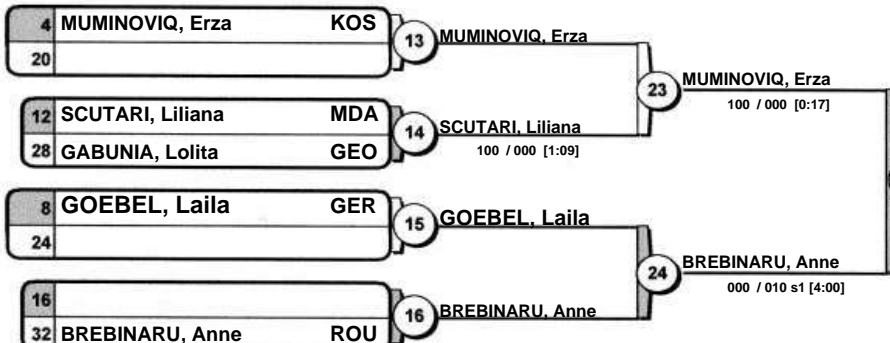 4 MUMINOVIQ, Erza KOS
20
13 MUMINOVIQ, Erza
12 SCUTARI, Liliana MDA
28 GABUNIA, Lolita GEO
14 SCUTARI, Liliana
100 / 000 [1:09]
23 MUMINOVIQ, Erza
100 / 000 [0:17]
8 GOEBEL, Laila GER
24
15 GOEBEL, Laila
16
32 BREBINARU, Anne ROU
16 BREBINARU, Anne
24 BREBINARU, Anne
000 / 010 s1 [4:00]